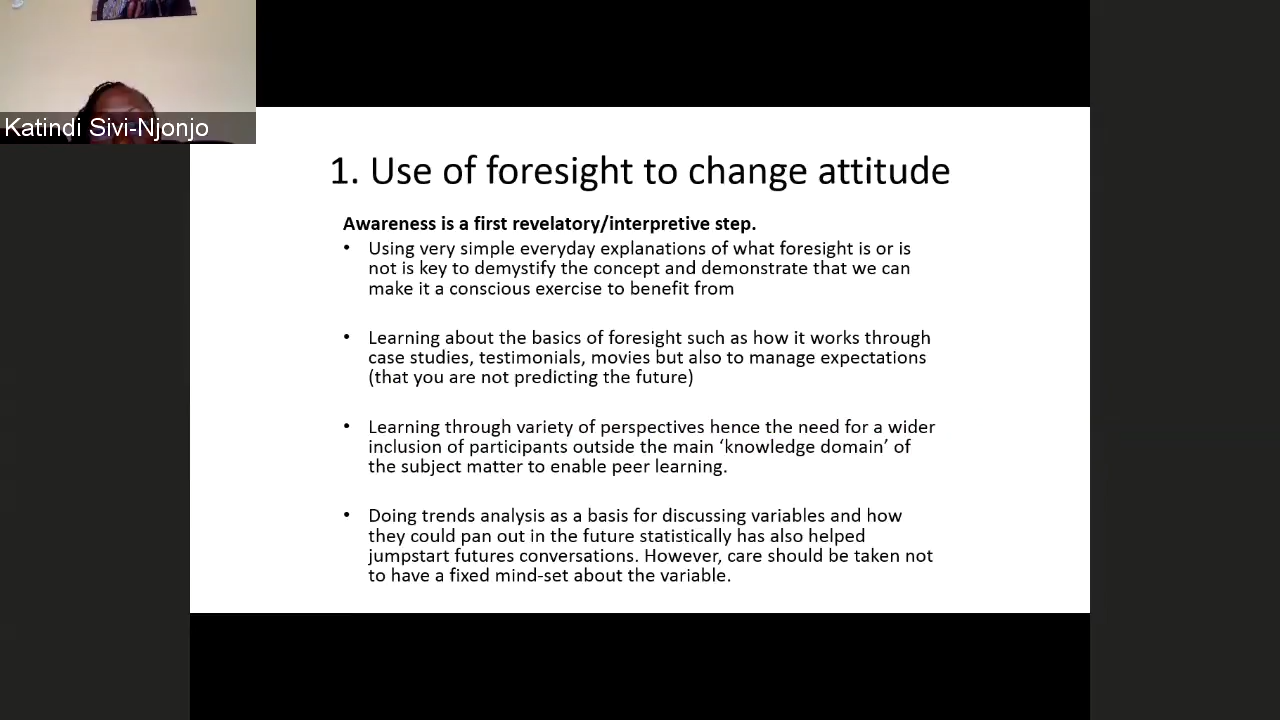 Katindi Sivi-Njonjo
1. Use of foresight to change attitude
Awareness is a first revelatory/interpretive step.
• Using very simple everyday explanations of what foresight is or is
not is key to demystify the concept and demonstrate that we can
make it a conscious exercise to benefit from
• Learning about the basics of foresight such as how it works through
case studies, testimonials, movies but also to manage expectations
(that you are not predicting the future)
• Learning through variety of perspectives hence the need for a wider
inclusion of participants outside the main ‘knowledge domain’ of
the subject matter to enable peer learning.
• Doing trends analysis as a basis for discussing variables and how
they could pan out in the future statistically has also helped
jumpstart futures conversations. However, care should be taken not
to have a fixed mind-set about the variable.